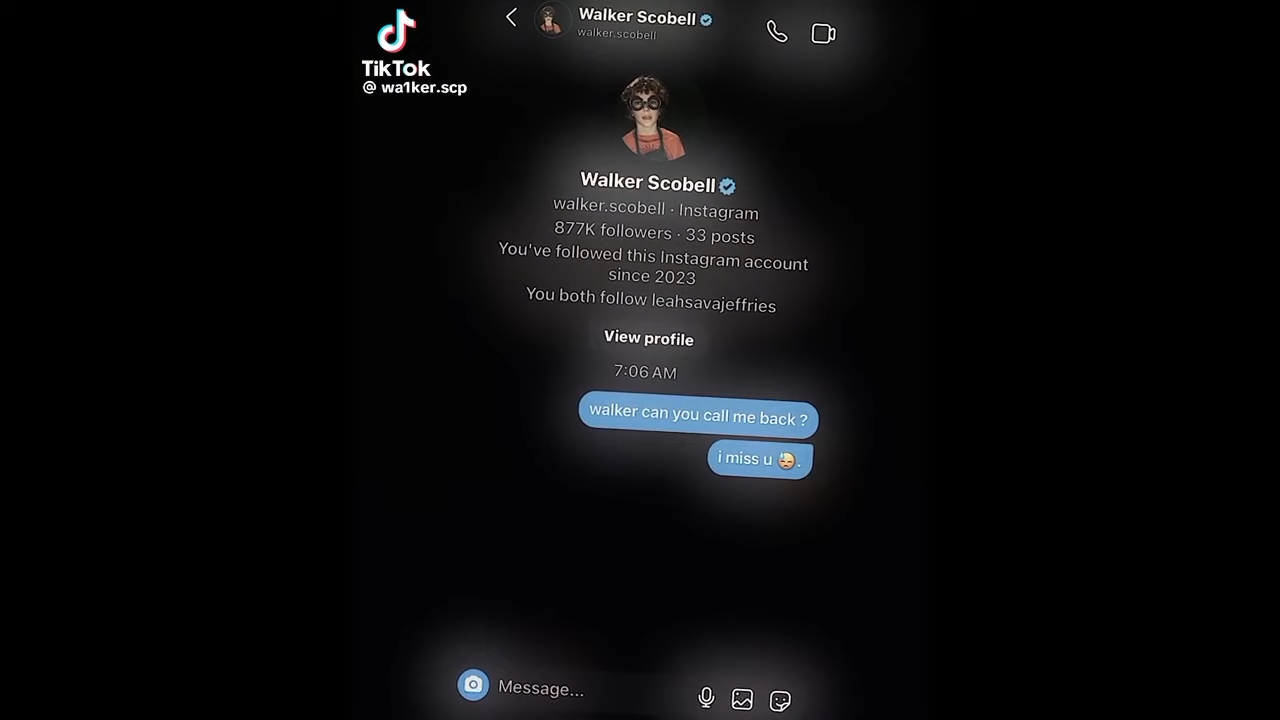 TikTok
@ wa1ker.scp
Walker Scobell
walker.scobell
Walker Scobell
walker.scobell · Instagram
877K followers · 33 posts
You've followed this Instagram account
since 2023
You both follow leahsavajeffries
View profile
7:06 AM
walker can you call me back ?
i miss u 😓.
Message...